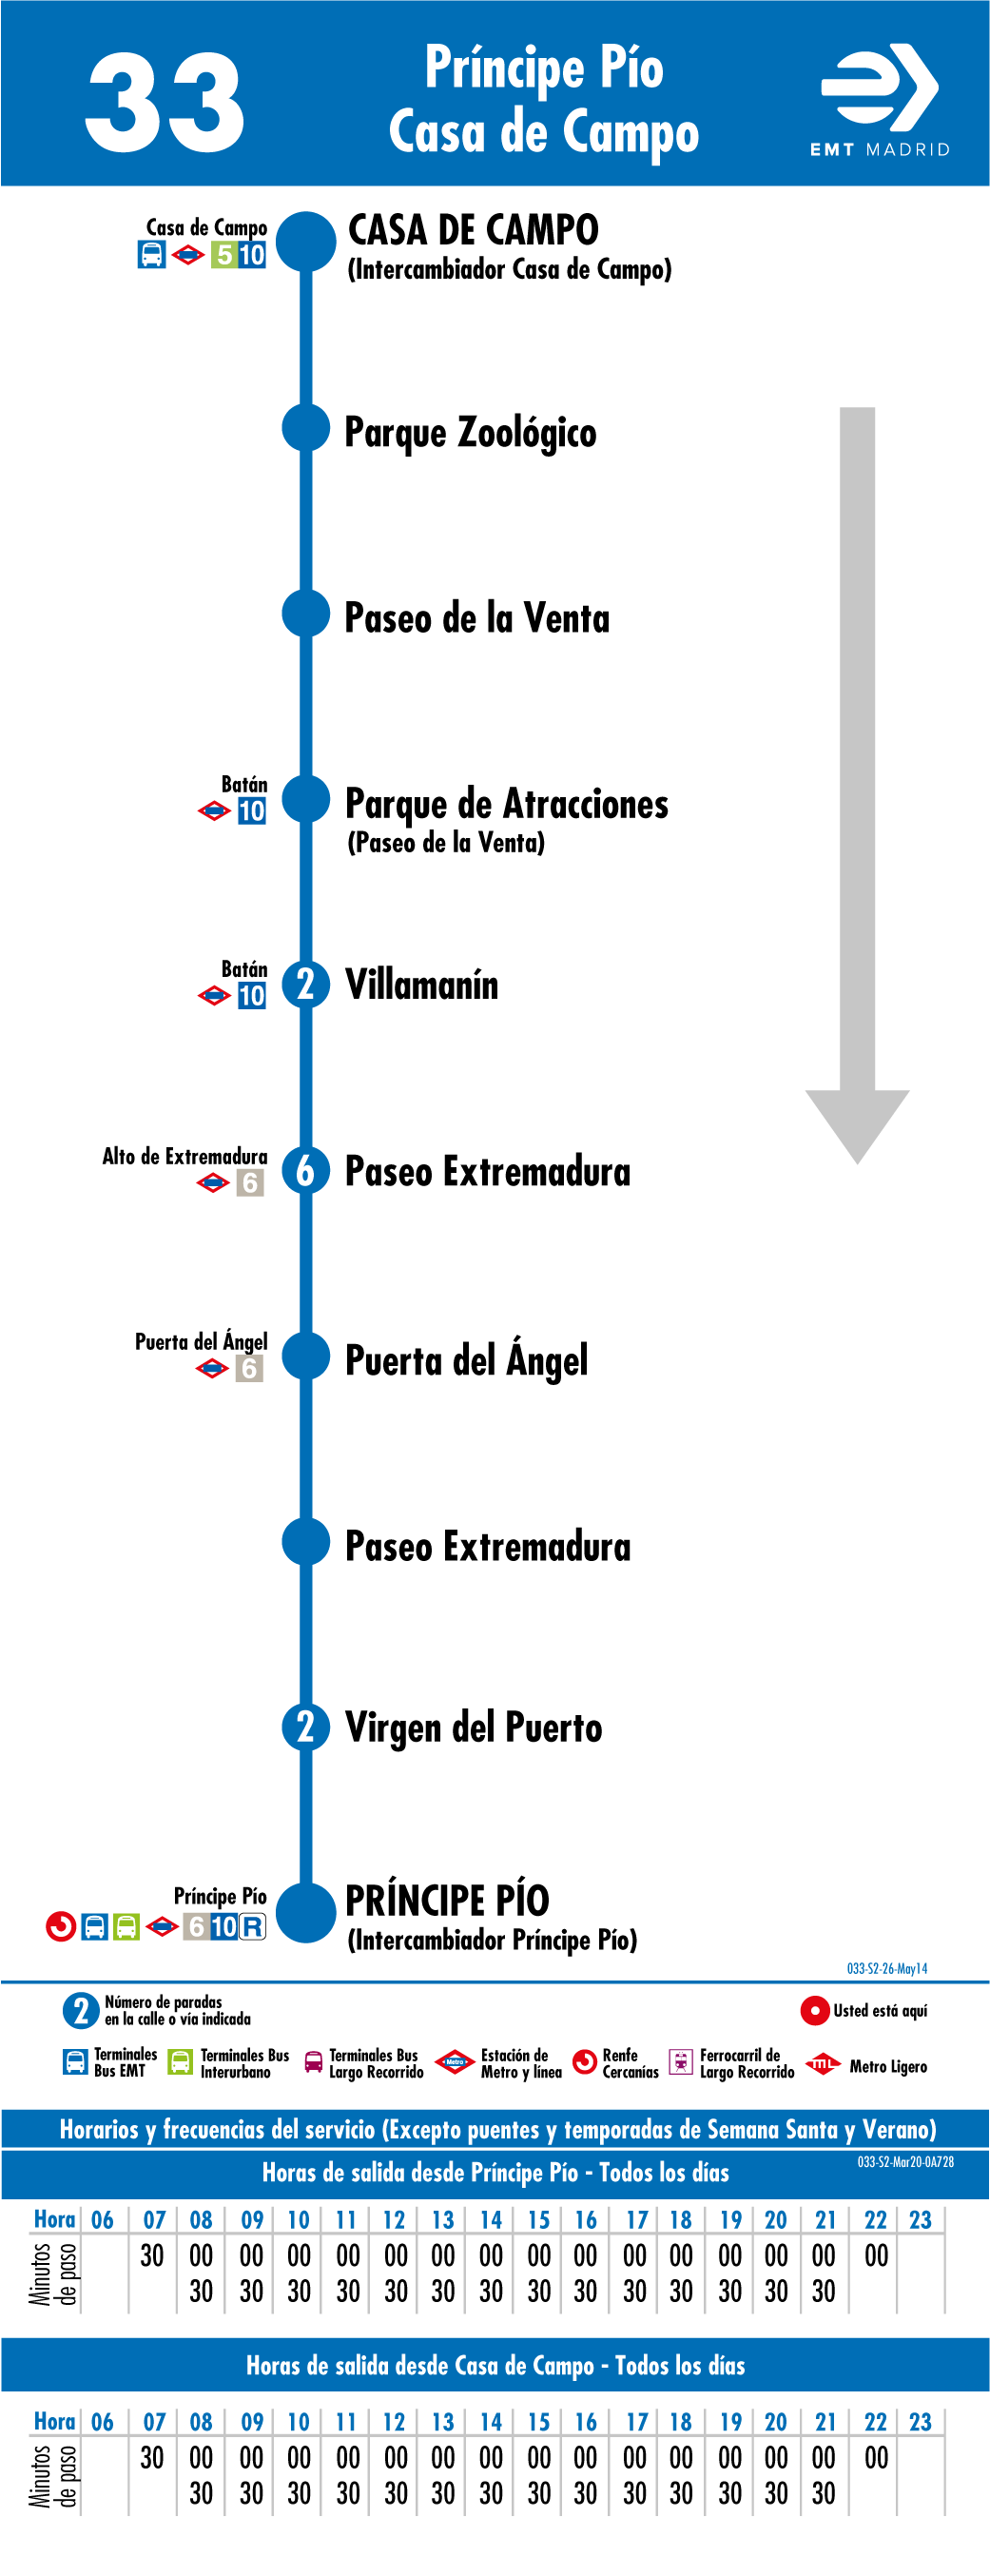 33
Príncipe Pío
Casa de Campo
EMT MADRID
Casa de Campo
5 10
CASA DE CAMPO
(Intercambiador Casa de Campo)
Parque Zoológico
Paseo de la Venta
Batán
10
Parque de Atracciones
(Paseo de la Venta)
Batán
10
2
Villamanín
Alto de Extremadura
6
6
Paseo Extremadura
Puerta del Ángel
6
Puerta del Ángel
Paseo Extremadura
2
Virgen del Puerto
Príncipe Pío
6 10 R
PRÍNCIPE PÍO
(Intercambiador Príncipe Pío)
033-S2-26-May14
2
Número de paradas
en la calle o vía indicada
Usted está aquí
Terminales
Bus EMT
Terminales Bus
Interurbano
Terminales Bus
Largo Recorrido
Metro
Estación de
Metro y línea
Renfe
Cercanías
Ferrocarril de
Largo Recorrido
ML
Metro Ligero
Horarios y frecuencias del servicio (Excepto puentes y temporadas de Semana Santa y Verano)
033-S2-Mar20-0A728
Horas de salida desde Príncipe Pío - Todos los días
Hora 06 07 08 09 10 11 12 13 14 15 16 17 18 19 20 21 22 23
Minutos
de paso
30 00 00 00 00 00 00 00 00 00 00 00 00 00 00 00
30 30 30 30 30 30 30 30 30 30 30 30 30 30
Horas de salida desde Casa de Campo - Todos los días
Hora 06 07 08 09 10 11 12 13 14 15 16 17 18 19 20 21 22 23
Minutos
de paso
30 00 00 00 00 00 00 00 00 00 00 00 00 00 00 00
30 30 30 30 30 30 30 30 30 30 30 30 30 30